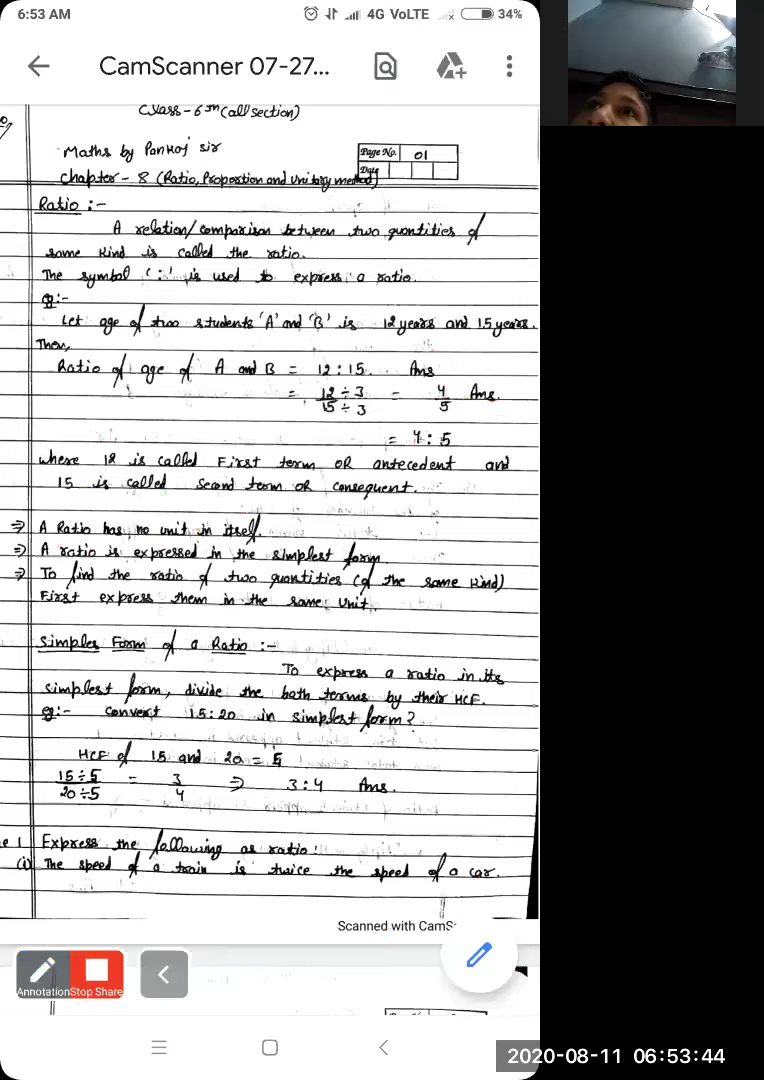 6:53 AM
4G VoLTE 34%
CamScanner 07-27...
Class - 6th (all section)
Maths by Pankaj sir
Page No. 01
Date
Chapter - 8 (Ratio, Proportion and Unitary method)
Ratio :-
A relation/comparison between two quantities of
same kind is called the ratio.
The symbol ':' is used to express a ratio.
eg:-
Let age of two students 'A' and 'B' is 12 years and 15 years.
Then,
Ratio of age of A and B = 12 : 15. Ans
= 12 ÷ 3 / 15 ÷ 3 = 4/5 Ans.
= 4 : 5
where 12 is called First term OR antecedent and
15 is called second term OR consequent.
⇒ A Ratio has no unit in itself.
⇒ A ratio is expressed in the simplest form.
⇒ To find the ratio of two quantities (of the same kind)
First express them in the same unit.
Simples Form of a Ratio :-
To express a ratio in its
simplest form, divide the both terms by their HCF.
eg:- convert 15:20 in simplest form?
HCF of 15 and 20 = 5
15 ÷ 5 / 20 ÷ 5 = 3/4 ⇒ 3 : 4 Ans.
e 1 Express the following as ratio:
(i) The speed of a train is twice the speed of a car.
Scanned with CamS
Annotation Stop Share
2020-08-11 06:53:44